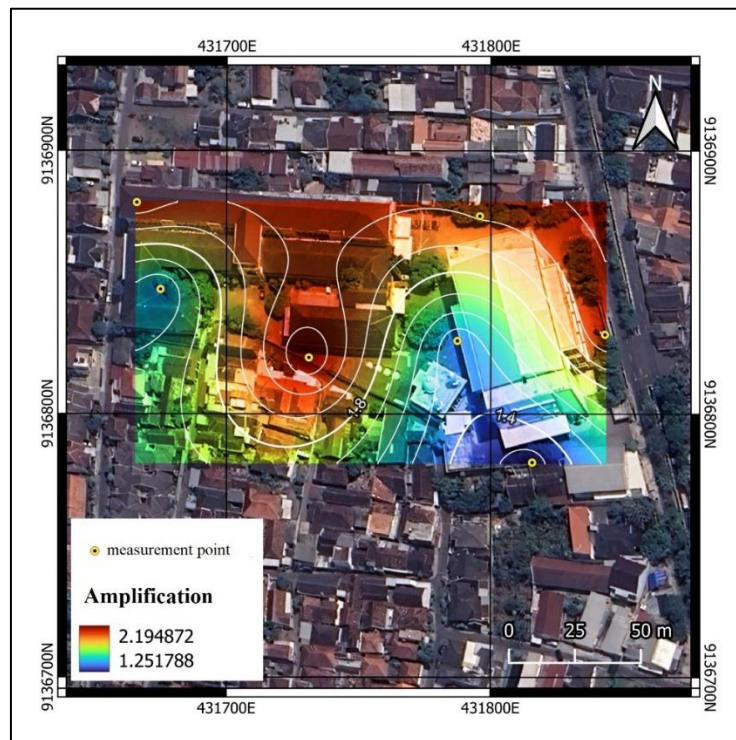 431700E 431800E
N
9136900N 9136900N
1.8
1.4
9136800N 9136800N
measurement point
Amplification
2.194872
1.251788
0 25 50 m
9136700N 9136700N
431700E 431800E